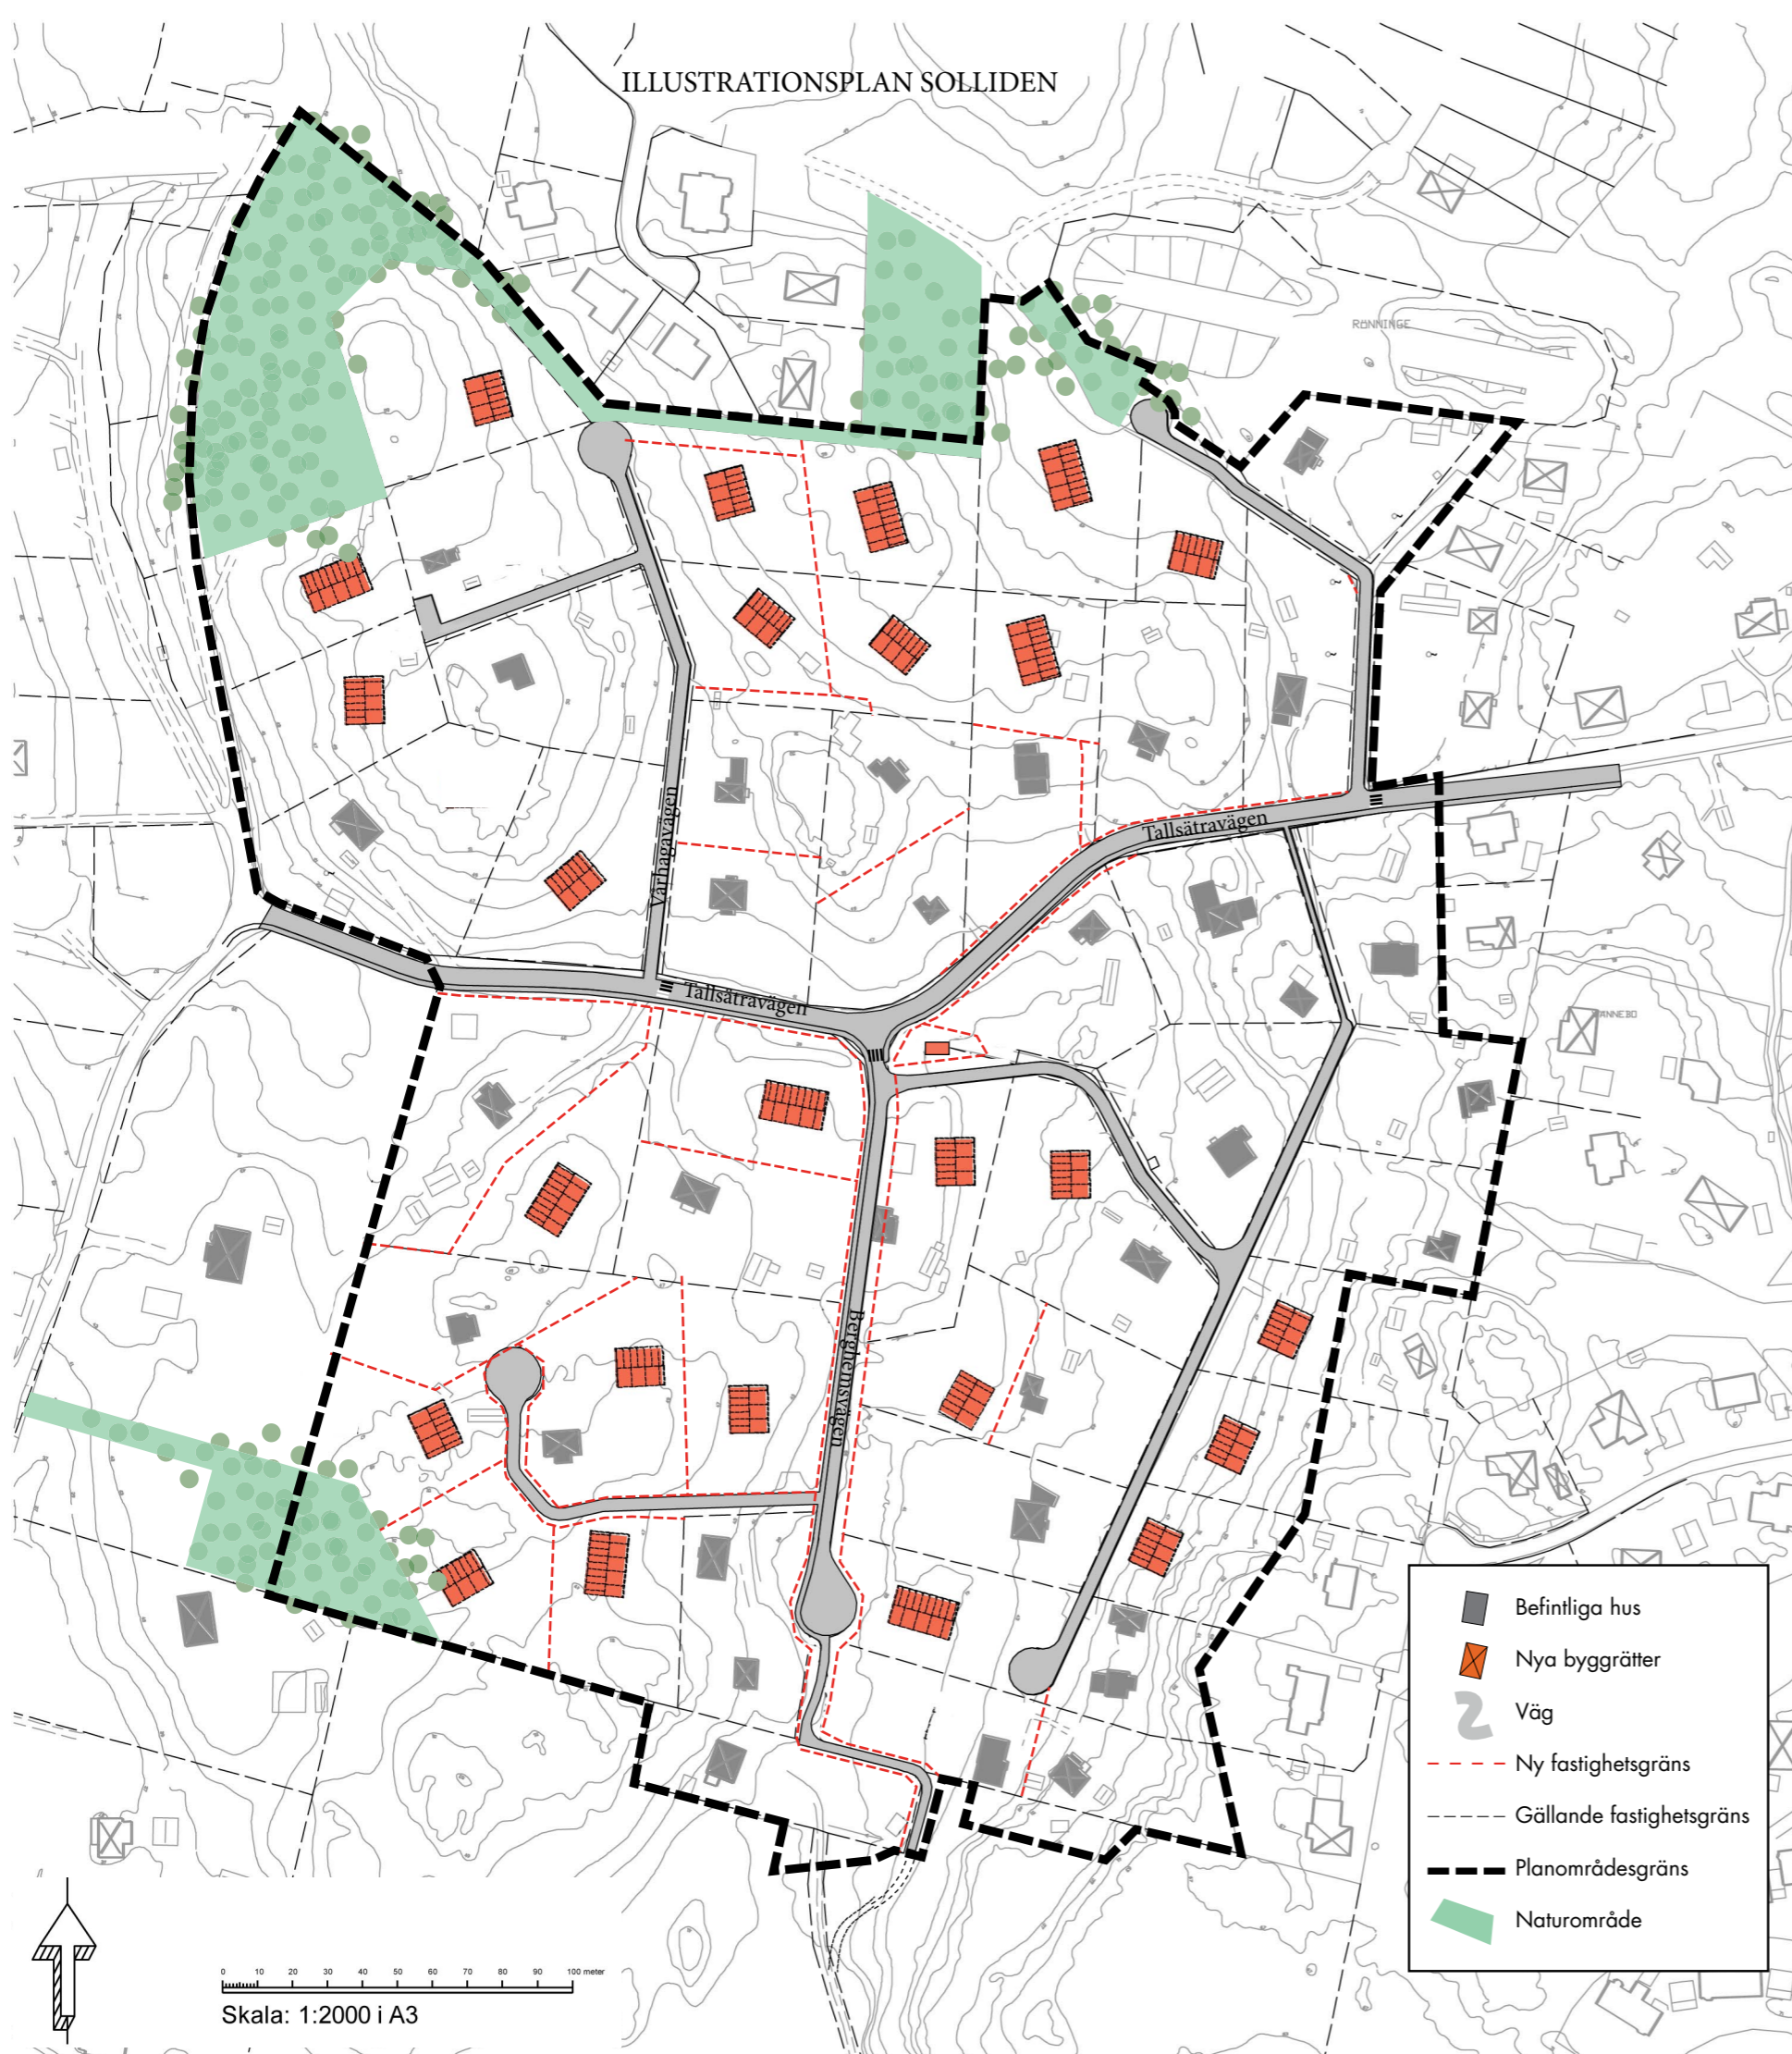 ILLUSTRATIONSPLAN SOLLIDEN
RÖNNINGE
Tallsätravägen
Vårhagavägen
Tallsätravägen
Berghemsvägen
Befintliga hus
Nya byggrätter
Väg
Ny fastighetsgräns
Gällande fastighetsgräns
Planområdesgräns
Naturområde
0 10 20 30 40 50 60 70 80 90 100 meter
Skala: 1:2000 i A3